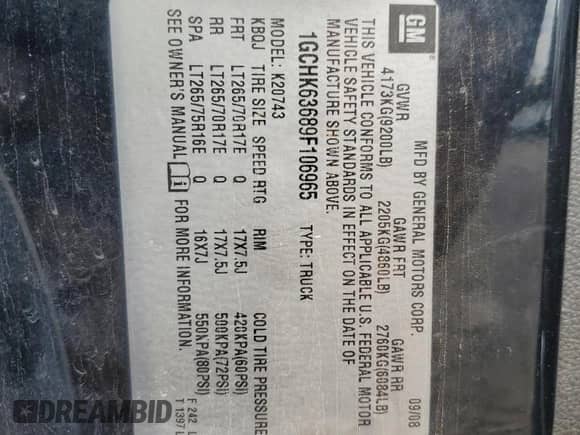 GM ®
MFD BY GENERAL MOTORS CORP. 09/08
GVWR GAWR FRT GAWR RR
4173KG(9200LB) 2205KG(4860LB) 2760KG(6084LB)
THIS VEHICLE CONFORMS TO ALL APPLICABLE U.S. FEDERAL MOTOR
VEHICLE SAFETY STANDARDS IN EFFECT ON THE DATE OF
MANUFACTURE SHOWN ABOVE.
1GCHK63689F106965 TYPE: TRUCK
MODEL: K20743
KBQJ TIRE SIZE SPEED RTG RIM COLD TIRE PRESSURE
FRT LT265/70R17E Q 17X7.5J 420KPA(60PSI)
RR LT265/70R17E Q 17X7.5J 500KPA(72PSI)
SPA LT265/75R16E Q 16X7J 550KPA(80PSI)
SEE OWNER'S MANUAL FOR MORE INFORMATION. F 242
T 1397
DREAMBID